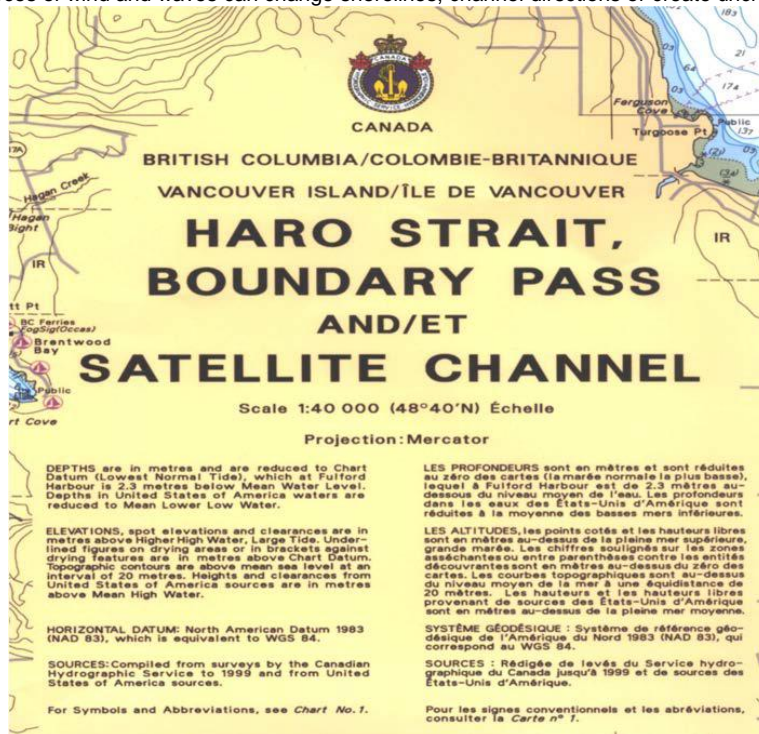 CANADA
BRITISH COLUMBIA/COLOMBIE-BRITANNIQUE
VANCOUVER ISLAND/ÎLE DE VANCOUVER
HARO STRAIT,
BOUNDARY PASS
AND/ET
SATELLITE CHANNEL
Scale 1:40 000 (48°40'N) Échelle
Projection: Mercator
DEPTHS are in metres and are reduced to Chart
Datum (Lowest Normal Tide), which at Fulford
Harbour is 2.3 metres below Mean Water Level.
Depths in United States of America waters are
reduced to Mean Lower Low Water.
ELEVATIONS, spot elevations and clearances are in
metres above Higher High Water, Large Tide. Under-
lined figures on drying areas or in brackets against
drying features are in metres above Chart Datum.
Topographic contours are above mean sea level at an
interval of 20 metres. Heights and clearances from
United States of America sources are in metres
above Mean High Water.
HORIZONTAL DATUM: North American Datum 1983
(NAD 83), which is equivalent to WGS 84.
SOURCES: Compiled from surveys by the Canadian
Hydrographic Service to 1999 and from United
States of America sources.
For Symbols and Abbreviations, see Chart No. 1.
LES PROFONDEURS sont en mètres et sont réduites
au zéro des cartes (la marée normale la plus basse),
lequel à Fulford Harbour est de 2.3 mètres au-
dessous du niveau moyen de l'eau. Les profondeurs
dans les eaux des États-Unis d'Amérique sont
réduites à la moyenne des basses mers inférieures.
LES ALTITUDES, les points cotés et les hauteurs libres
sont en mètres au-dessus de la pleine mer supérieure,
grande marée. Les chiffres soulignés sur les zones
asséchantes ou entre parenthèses contre les entités
découvrantes sont en mètres au-dessus du zéro des
cartes. Les courbes topographiques sont au-dessus
du niveau moyen de la mer à une équidistance de
20 mètres. Les hauteurs et les hauteurs libres
provenant de sources des États-Unis d'Amérique
sont en mètres au-dessus de la pleine mer moyenne.
SYSTÈME GÉODÉSIQUE : Système de référence géo-
désique de l'Amérique du Nord 1983 (NAD 83), qui
correspond au WGS 84.
SOURCES : Rédigée de levés du Service hydro-
graphique du Canada jusqu'à 1999 et de sources des
États-Unis d'Amérique.
Pour les signes conventionnels et les abréviations,
consulter la Carte n° 1.
Ferguson
Cove
Turgoose Pt
Public
IR
17A
Hagan Creek
Hagan
Bight
IR
tt Pt
BC Ferries
FogSig(Occas)
Brentwood
Bay
Public
rt Cove
183
21
64
174
137